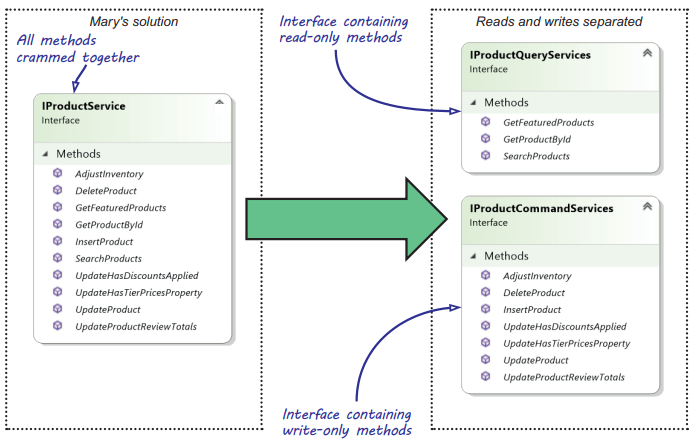 Mary's solution
All methods
crammed together
IProductService
Interface
Methods
AdjustInventory
DeleteProduct
GetFeaturedProducts
GetProductById
InsertProduct
SearchProducts
UpdateHasDiscountsApplied
UpdateHasTierPricesProperty
UpdateProduct
UpdateProductReviewTotals
Interface containing
read-only methods
Reads and writes separated
IProductQueryServices
Interface
Methods
GetFeaturedProducts
GetProductById
SearchProducts
IProductCommandServices
Interface
Methods
AdjustInventory
DeleteProduct
InsertProduct
UpdateHasDiscountsApplied
UpdateHasTierPricesProperty
UpdateProduct
UpdateProductReviewTotals
Interface containing
write-only methods